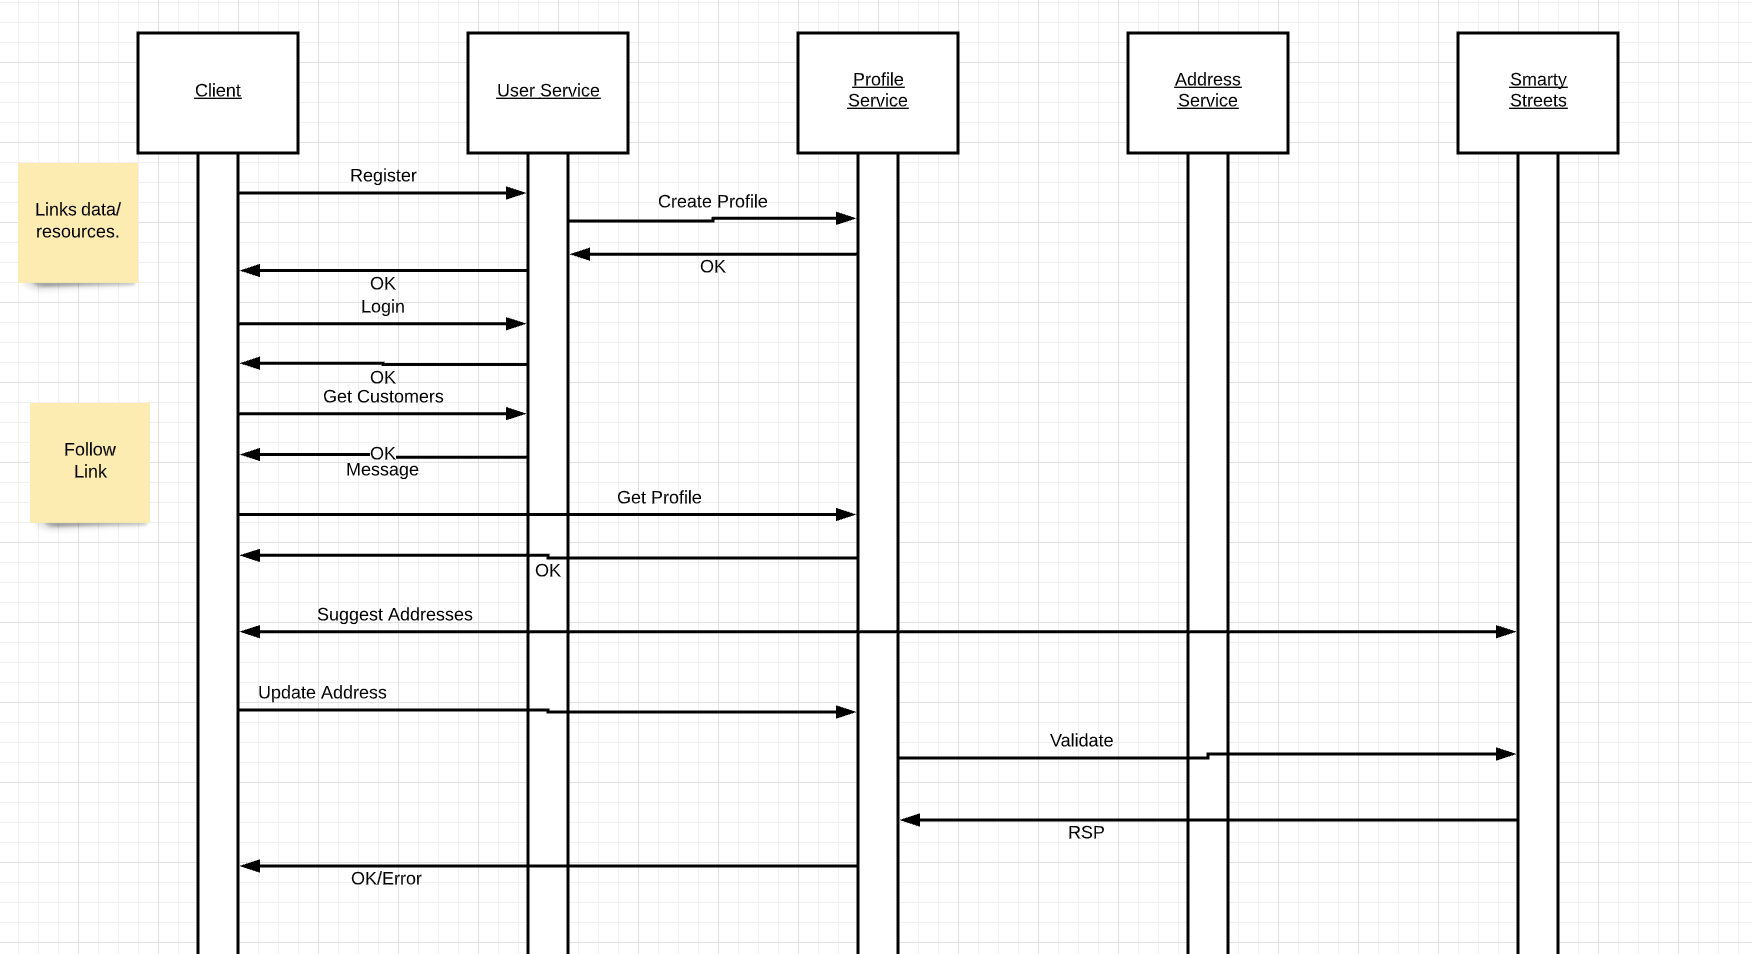 Client
User Service
Profile
Service
Address
Service
Smarty
Streets
Links data/
resources.
Register
Create Profile
OK
OK
Login
OK
Get Customers
Follow
Link
OK
Message
Get Profile
OK
Suggest Addresses
Update Address
Validate
RSP
OK/Error